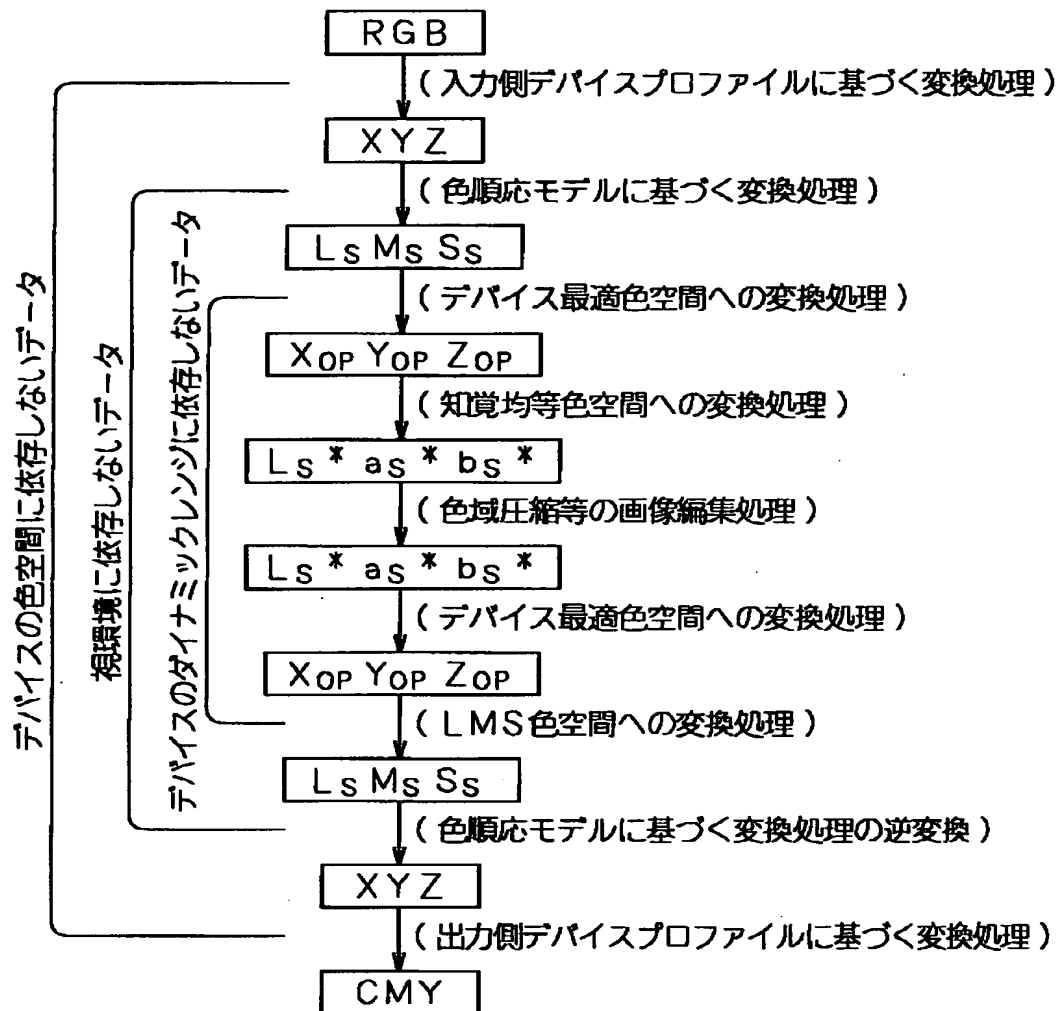 RGB
(入力側デバイスプロファイルに基づく変換処理)
XYZ
(色順応モデルに基づく変換処理)
LS MS SS
(デバイス最適色空間への変換処理)
XOP YOP ZOP
(知覚均等色空間への変換処理)
LS* aS* bS*
(色域圧縮等の画像編集処理)
LS* aS* bS*
(デバイス最適色空間への変換処理)
XOP YOP ZOP
(LMS色空間への変換処理)
LS MS SS
(色順応モデルに基づく変換処理の逆変換)
XYZ
(出力側デバイスプロファイルに基づく変換処理)
CMY
デバイスの色空間に依存しないデータ
視環境に依存しないデータ
デバイスのダイナミックレンジに依存しないデータ